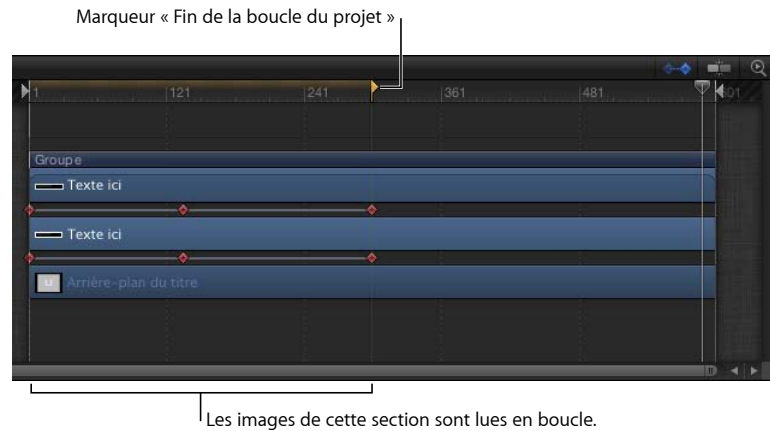 Marqueur « Fin de la boucle du projet »
1 121 241 361 481 601
Groupe
Texte ici
Texte ici
Arrière-plan du titre
Les images de cette section sont lues en boucle.